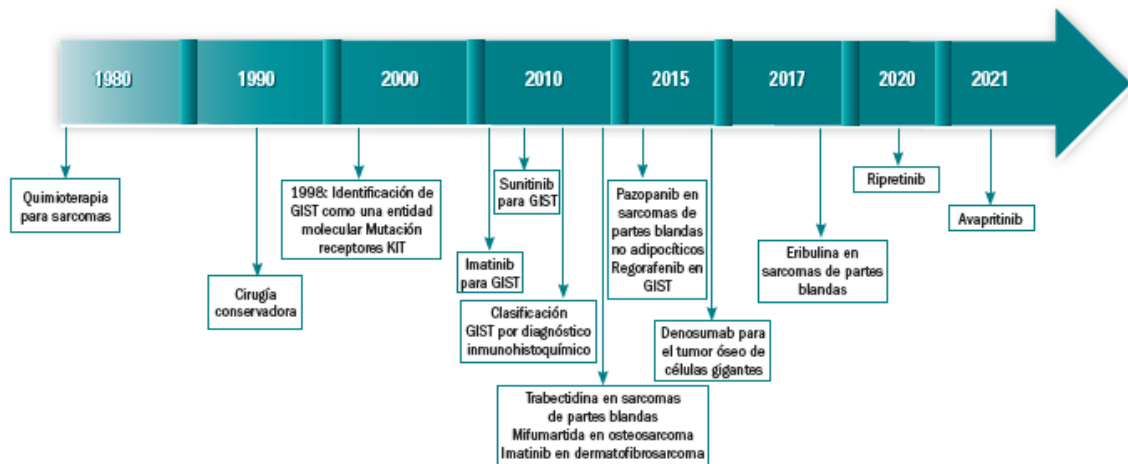 1980
1990
2000
2010
2015
2017
2020
2021
Quimioterapia
para sarcomas
Cirugía
conservadora
1998: Identificación de
GIST como una entidad
molecular Mutación
receptores KIT
Imatinib
para GIST
Sunitinib
para GIST
Clasificación
GIST por diagnóstico
inmunohistoquímico
Trabectidina en sarcomas
de partes blandas
Mifumartida en osteosarcoma
Imatinib en dermatofibrosarcoma
Pazopanib en
sarcomas de
partes blandas
no adipocíticos
Regorafenib en
GIST
Denosumab para
el tumor óseo de
células gigantes
Eribulina en
sarcomas de partes
blandas
Ripretinib
Avapritinib